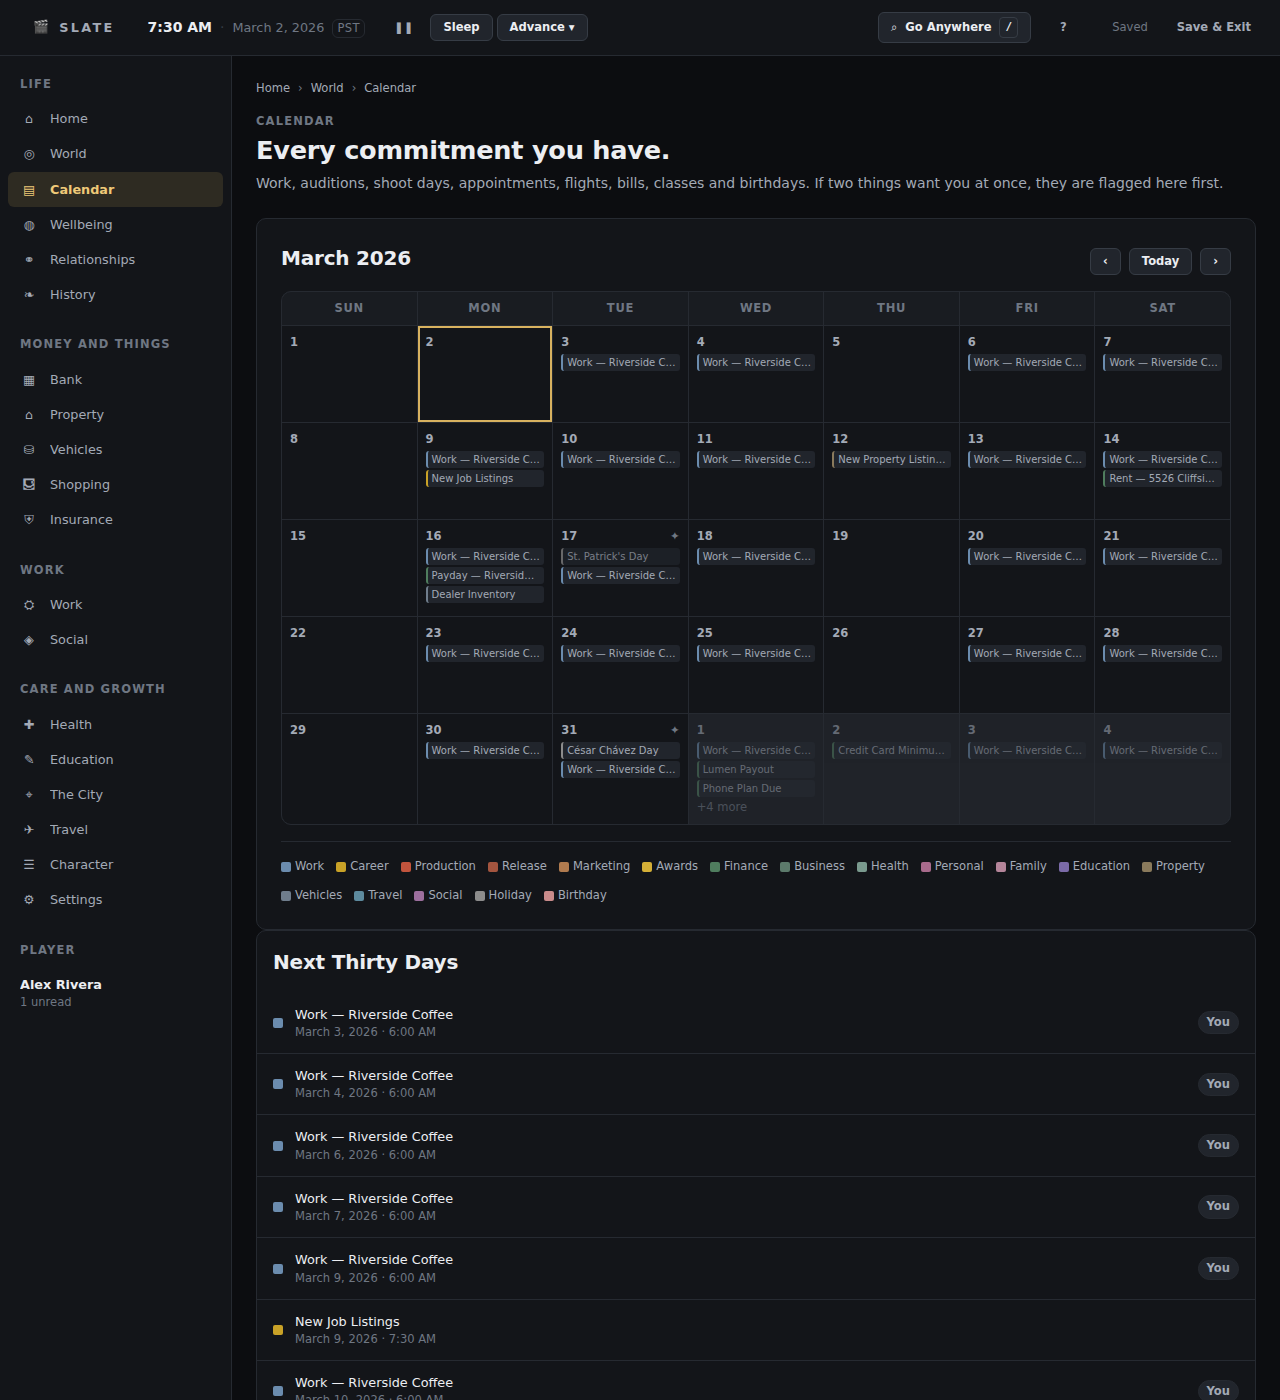 SLATE
7:30 AM · March 2, 2026 PST
Sleep
Advance ▾
Go Anywhere /
?
Saved
Save & Exit
LIFE
Home
World
Calendar
Wellbeing
Relationships
History
MONEY AND THINGS
Bank
Property
Vehicles
Shopping
Insurance
WORK
Work
Social
CARE AND GROWTH
Health
Education
The City
Travel
Character
Settings
PLAYER
Alex Rivera
1 unread
Home › World › Calendar
CALENDAR
Every commitment you have.
Work, auditions, shoot days, appointments, flights, bills, classes and birthdays. If two things want you at once, they are flagged here first.
March 2026
‹ Today ›
SUN MON TUE WED THU FRI SAT
1
2
3
Work — Riverside C…
4
Work — Riverside C…
5
6
Work — Riverside C…
7
Work — Riverside C…
8
9
Work — Riverside C…
New Job Listings
10
Work — Riverside C…
11
Work — Riverside C…
12
New Property Listin…
13
Work — Riverside C…
14
Work — Riverside C…
Rent — 5526 Cliffsi…
15
16
Work — Riverside C…
Payday — Riversid…
Dealer Inventory
17
St. Patrick's Day
Work — Riverside C…
18
Work — Riverside C…
19
20
Work — Riverside C…
21
Work — Riverside C…
22
23
Work — Riverside C…
24
Work — Riverside C…
25
Work — Riverside C…
26
27
Work — Riverside C…
28
Work — Riverside C…
29
30
Work — Riverside C…
31
César Chávez Day
Work — Riverside C…
1
Work — Riverside C…
Lumen Payout
Phone Plan Due
+4 more
2
Credit Card Minimu…
3
Work — Riverside C…
4
Work — Riverside C…
Work Career Production Release Marketing Awards Finance Business Health Personal Family Education Property
Vehicles Travel Social Holiday Birthday
Next Thirty Days
Work — Riverside Coffee
March 3, 2026 · 6:00 AM
You
Work — Riverside Coffee
March 4, 2026 · 6:00 AM
You
Work — Riverside Coffee
March 6, 2026 · 6:00 AM
You
Work — Riverside Coffee
March 7, 2026 · 6:00 AM
You
Work — Riverside Coffee
March 9, 2026 · 6:00 AM
You
New Job Listings
March 9, 2026 · 7:30 AM
Work — Riverside Coffee
March 10, 2026 · 6:00 AM
You